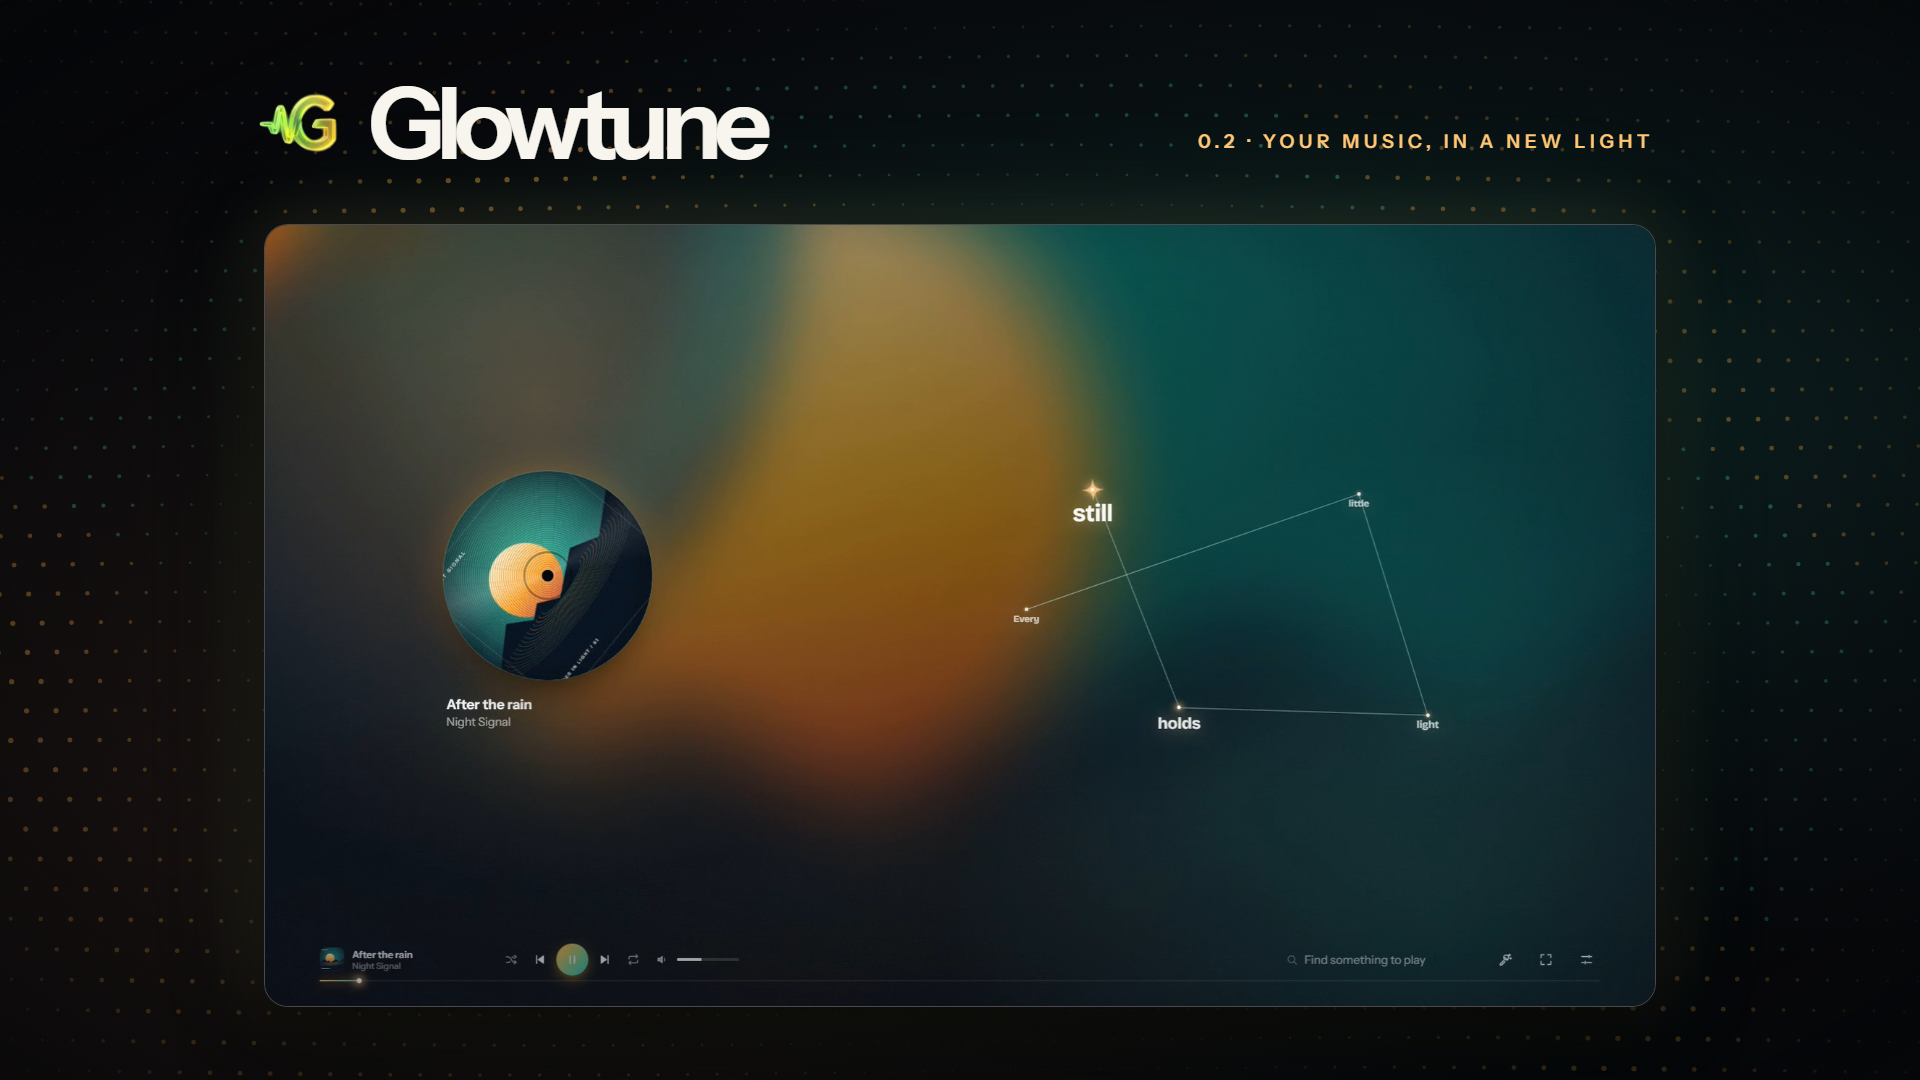 G Glowtune
0.2 · YOUR MUSIC, IN A NEW LIGHT
still
little
Every
holds
light
After the rain
Night Signal
After the rain
Night Signal
Find something to play